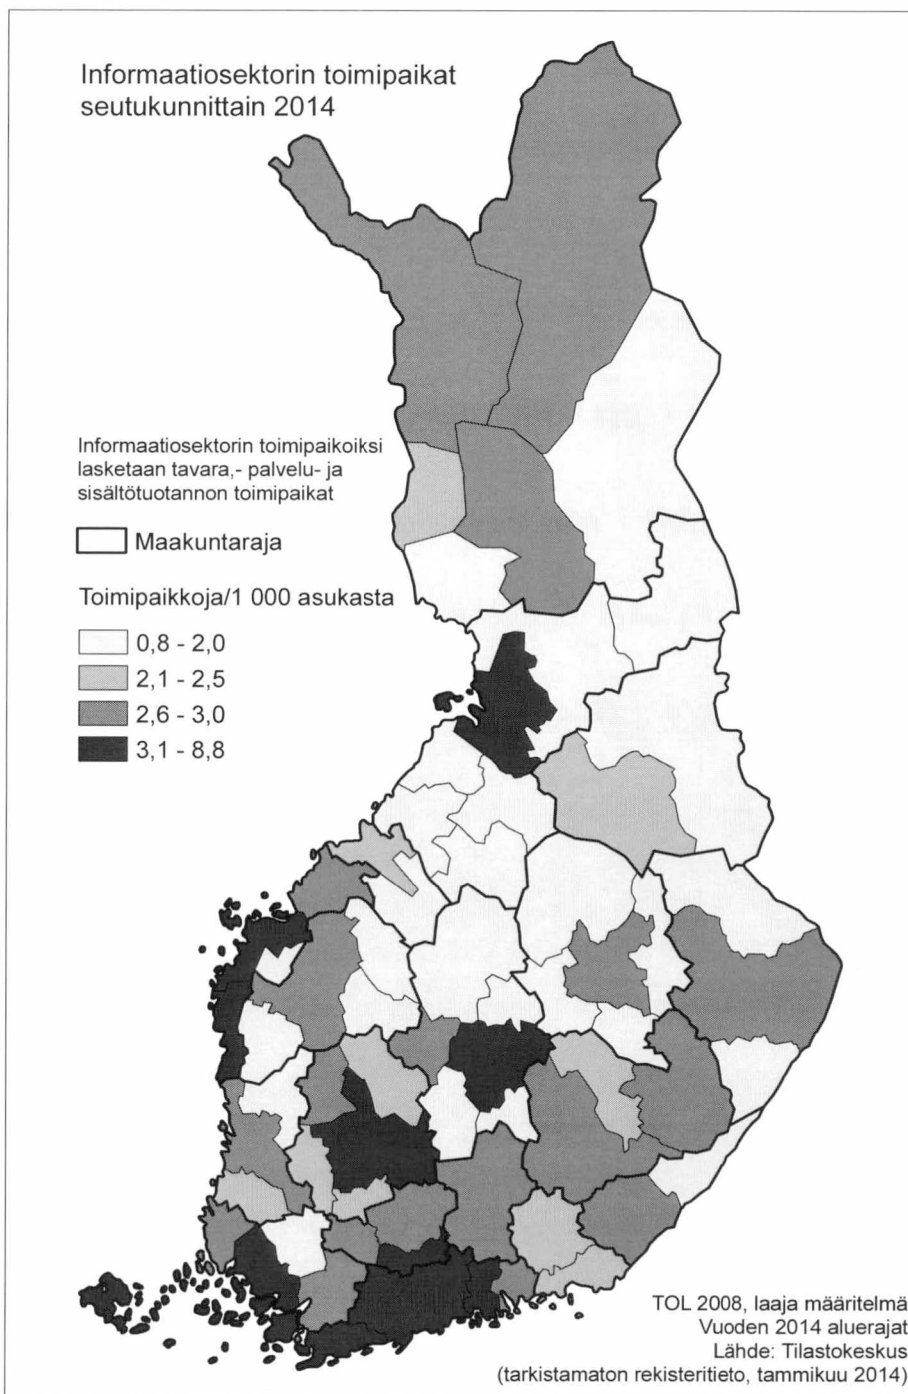 Informaatiosektorin toimipaikat
seutukunnittain 2014
Informaatiosektorin toimipaikoiksi
lasketaan tavara,- palvelu- ja
sisältötuotannon toimipaikat
Maakuntaraja
Toimipaikkoja/1 000 asukasta
0,8 - 2,0
2,1 - 2,5
2,6 - 3,0
3,1 - 8,8
TOL 2008, laaja määritelmä
Vuoden 2014 aluerajat
Lähde: Tilastokeskus
(tarkistamaton rekisteritieto, tammikuu 2014)